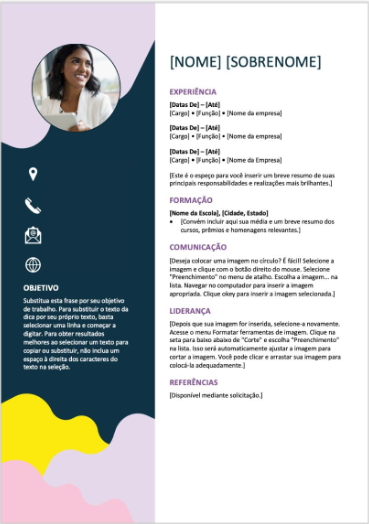 [NOME] [SOBRENOME]
EXPERIÊNCIA
[Datas De] – [Até]
[Cargo] • [Função] • [Nome da empresa]
[Datas De] – [Até]
[Cargo] • [Função] • [Nome da empresa]
[Datas De] – [Até]
[Cargo] • [Função] • [Nome da Empresa]
[Este é o espeço para você inserir um breve resumo de suas
principais responsabilidades e realizações mais brilhantes.]
FORMAÇÃO
[Nome da Escola], [Cidade, Estado]
• [Convém incluir aqui sua média e um breve resumo dos
cursos, prêmios e homenagens relevantes.]
COMUNICAÇÃO
[Deseja colocar uma imagem no círculo? É fácil! Selecione a
imagem e clique com o botão direito do mouse. Selecione
"Preenchimento" no menu de atalho. Escolha a imagem... na
lista. Navegar no computador para inserir a imagem
apropriada. Clique okey para inserir a imagem selecionada.]
LIDERANÇA
[Depois que sua imagem for inserida, selecione-a novamente.
Acesse o menu Formatar ferramentas de imagem. Clique na
seta para baixo abaixo de "Corte" e escolha "Preenchimento"
na lista. Isso será automaticamente ajustar a imagem para
cortar a imagem. Você pode clicar e arrastar sua imagem para
colocá-la adequadamente.]
REFERÊNCIAS
[Disponível mediante solicitação.]
OBJETIVO
Substitua esta frase por seu objetivo
de trabalho. Para substituir o texto da
dica por seu próprio texto, basta
selecionar uma linha e começar a
digitar. Para obter resultados
melhores ao selecionar um texto para
copiar ou substituir, não inclua um
espaço à direita dos caracteres do
texto na seleção.